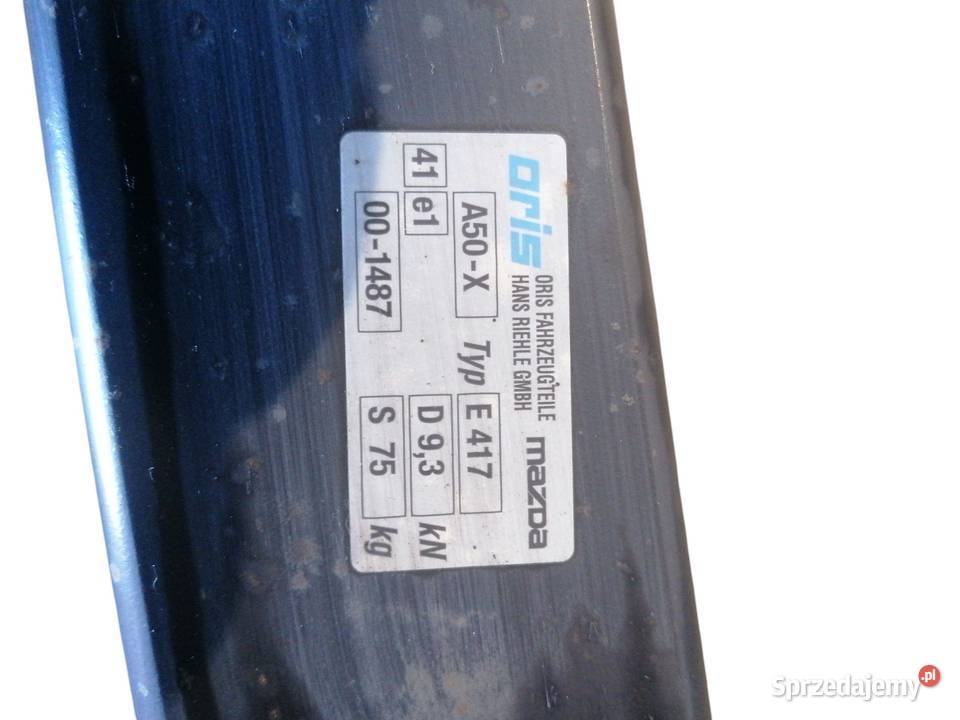 oris ORIS FAHRZEUGTEILE
HANS RIEHLE GMBH mazda
A50-X Typ E 417
41 e1 D 9,3 kN
00-1487 S 75 kg
Sprzedajemy.pl